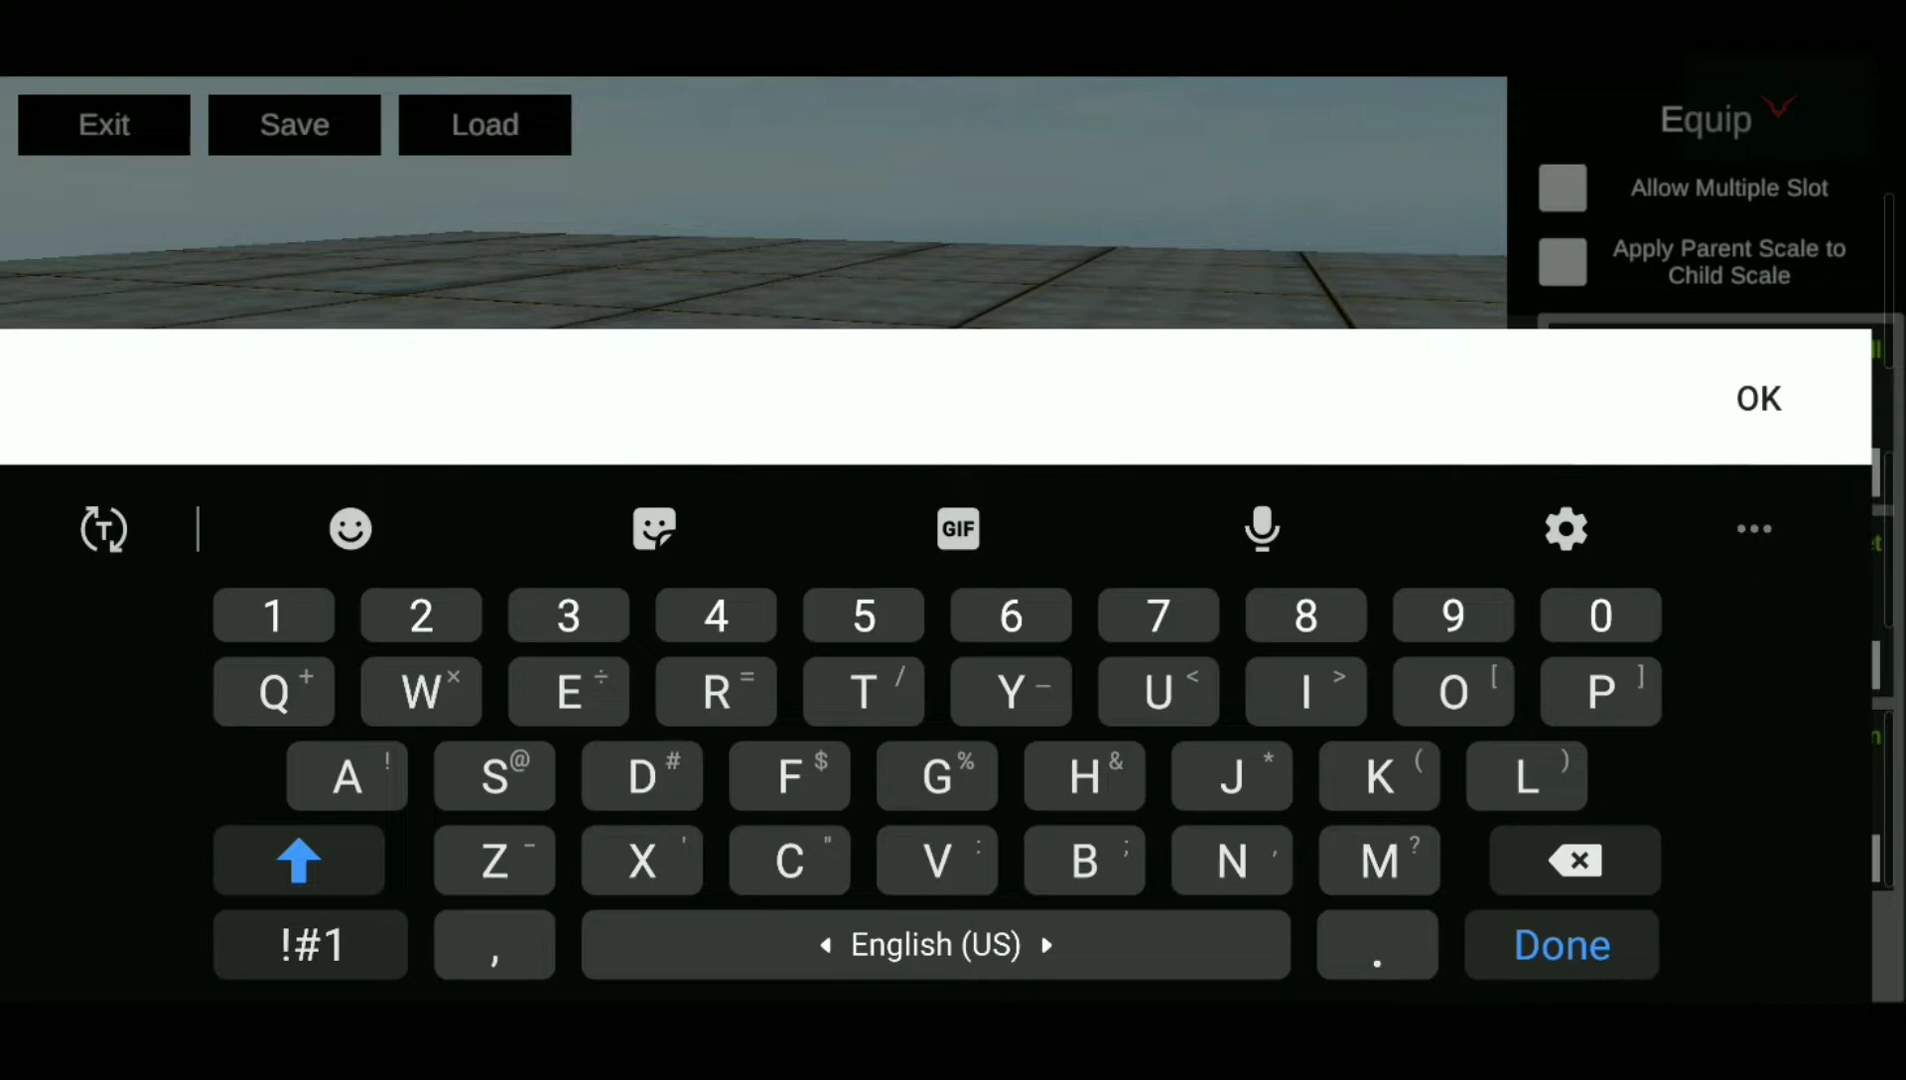 Exit Save Load
Equip
Allow Multiple Slot
Apply Parent Scale to
Child Scale
OK
T GIF
1 2 3 4 5 6 7 8 9 0
Q + W × E ÷ R = T / Y _ U < I > O [ P ]
A ! S @ D # F $ G % H & J * K ( L )
Z - X ' C " V : B ; N , M ?
!#1 , English (US) . Done